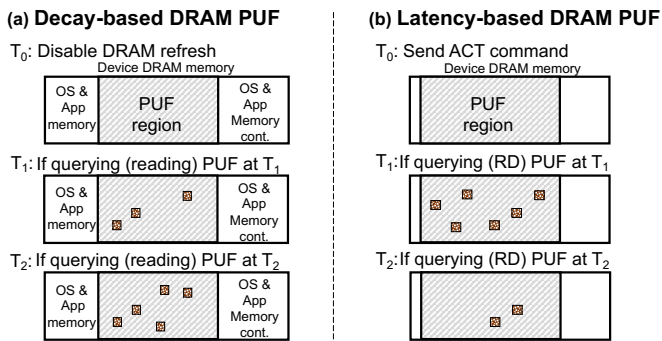 (a) Decay-based DRAM PUF
T0: Disable DRAM refresh
Device DRAM memory
OS &
App
memory
PUF
region
OS &
App
Memory
cont.
T1: If querying (reading) PUF at T1
OS &
App
memory
OS &
App
Memory
cont.
T2: If querying (reading) PUF at T2
OS &
App
memory
OS &
App
Memory
cont.
(b) Latency-based DRAM PUF
T0: Send ACT command
Device DRAM memory
PUF
region
T1:If querying (RD) PUF at T1
T2:If querying (RD) PUF at T2